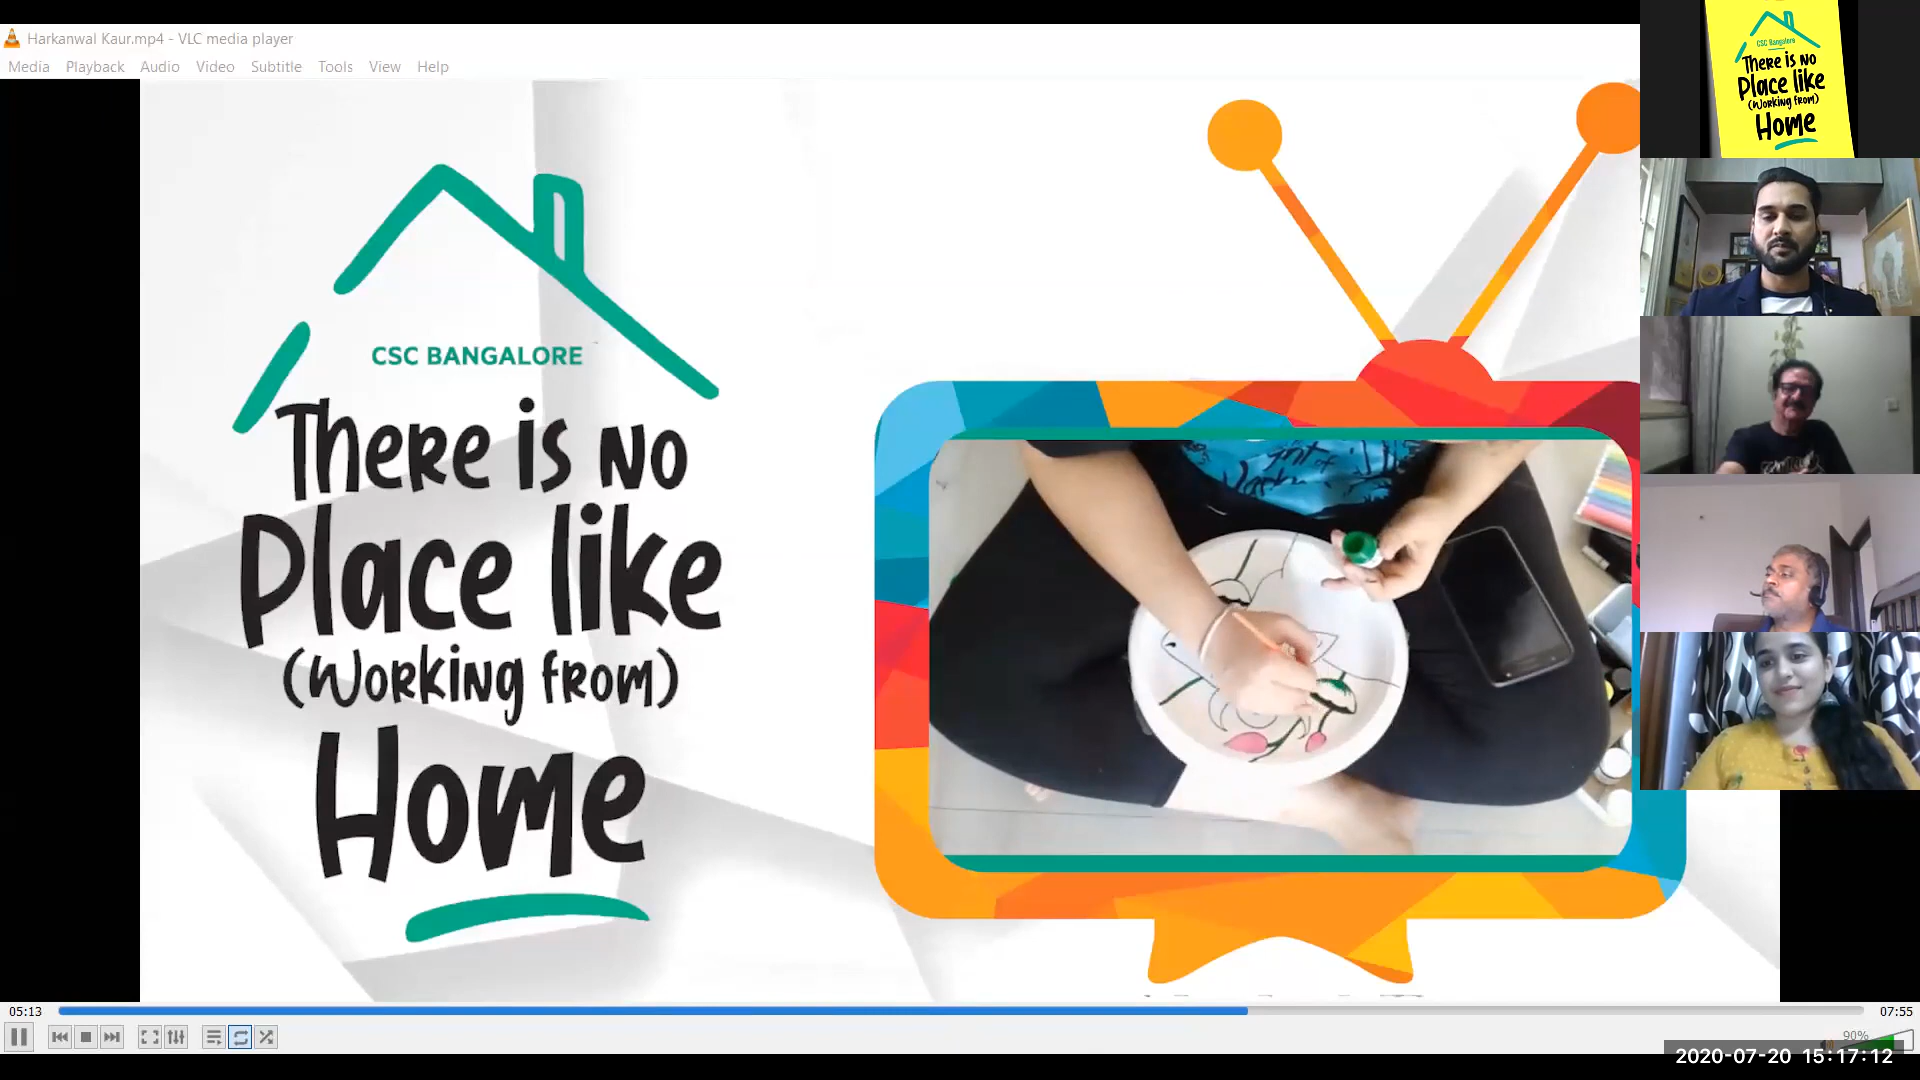 Harkanwal Kaur.mp4 - VLC media player
Media Playback Audio Video Subtitle Tools View Help
CSC BANGALORE
There is no
Place like
(Working from)
Home
CSC Bangalore
There is no
Place like
(Working from)
Home
05:13
07:55
90%
2020-07-20 15:17:12